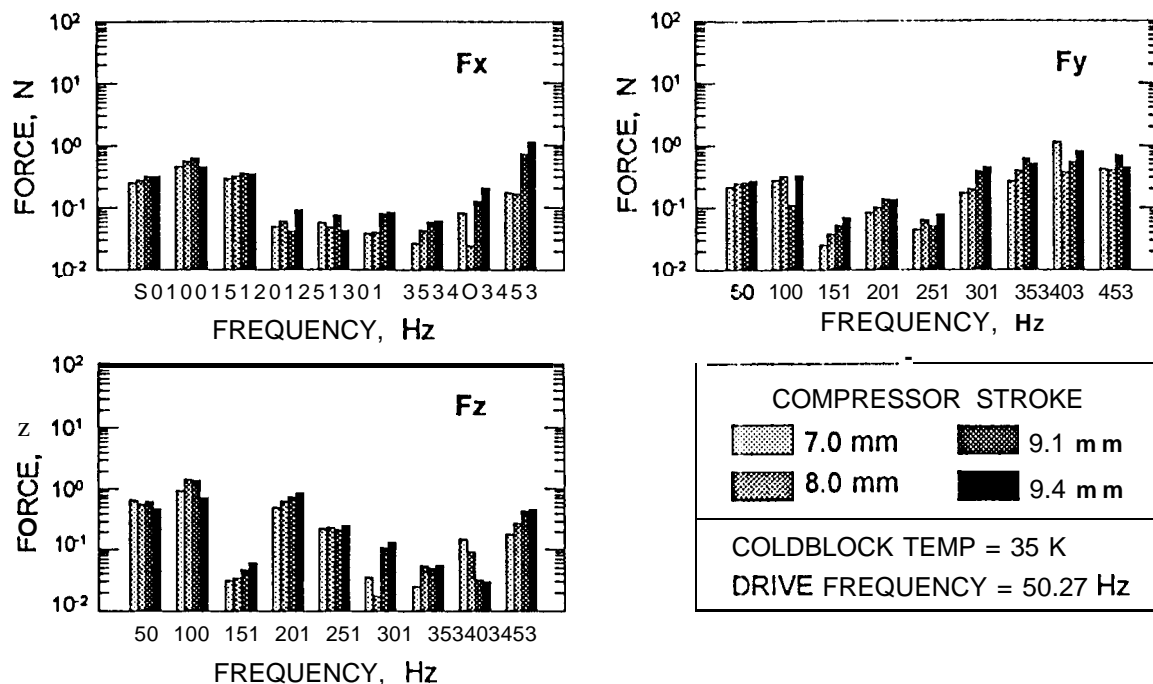 Fx
FORCE, N
10²
10¹
10⁰
10⁻¹
10⁻²
S0100151201251301 3534O3453
FREQUENCY, Hz
Fy
FORCE, N
10²
10¹
10⁰
10⁻¹
10⁻²
50 100 151 201 251 301 353403 453
FREQUENCY, Hz
Fz
FORCE, z
10²
10¹
10⁰
10⁻¹
10⁻²
50 100 151 201 251 301 353403453
FREQUENCY, Hz
COMPRESSOR STROKE
7.0 mm 9.1 mm
8.0 mm 9.4 mm
COLDBLOCK TEMP = 35 K
DRIVE FREQUENCY = 50.27 Hz